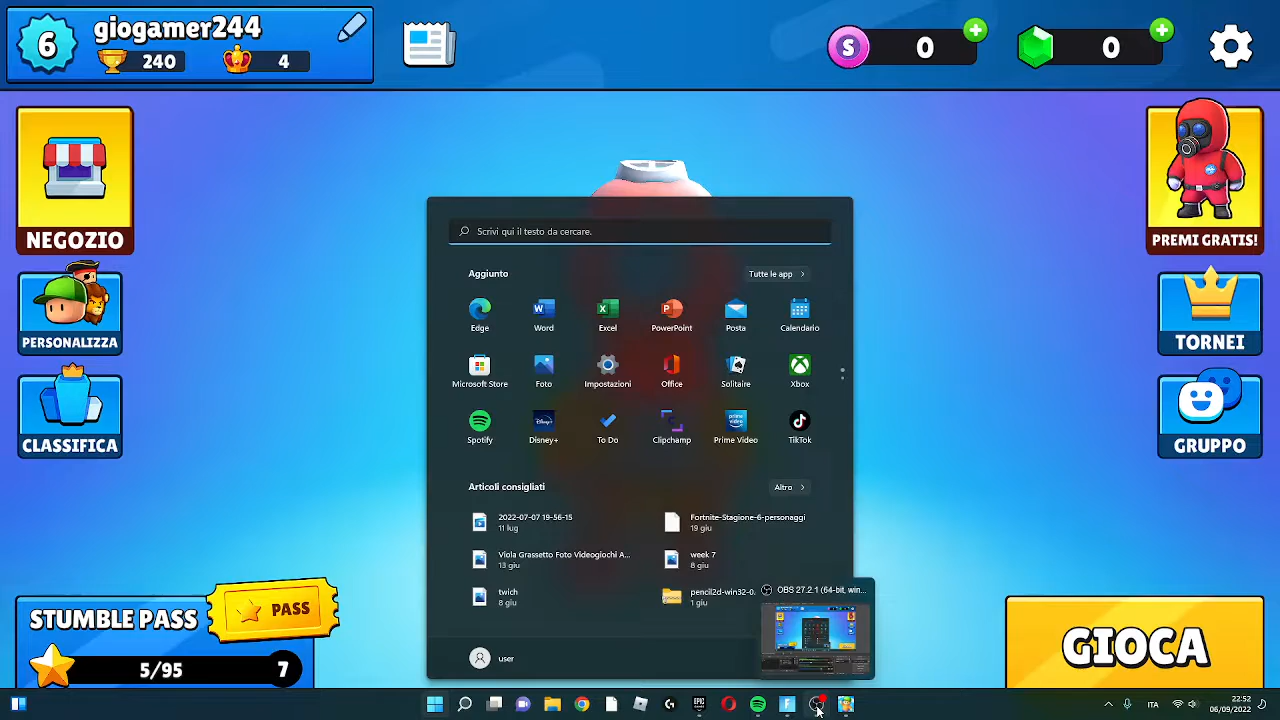 6
giogamer244
240
4
S
0
0
NEGOZIO
PERSONALIZZA
CLASSIFICA
PREMI GRATIS!
TORNEI
GRUPPO
Scrivi qui il testo da cercare.
Aggiunto
Tutte le app
Edge
Word
Excel
PowerPoint
Posta
Calendario
Microsoft Store
Foto
Impostazioni
Office
Solitaire
Xbox
Spotify
Disney+
To Do
Clipchamp
Prime Video
TikTok
Articoli consigliati
Altro
2022-07-07 19-56-15
11 lug
Fortnite-Stagione-6-personaggi
19 giu
Viola Grassetto Foto Videogiochi A...
13 giu
week 7
8 giu
twich
8 giu
pencil2d-win32-0.
1 giu
OBS 27.2.1 (64-bit, win...
user
STUMBLE PASS
PASS
5/95
7
GIOCA
ITA
22:52
06/09/2022